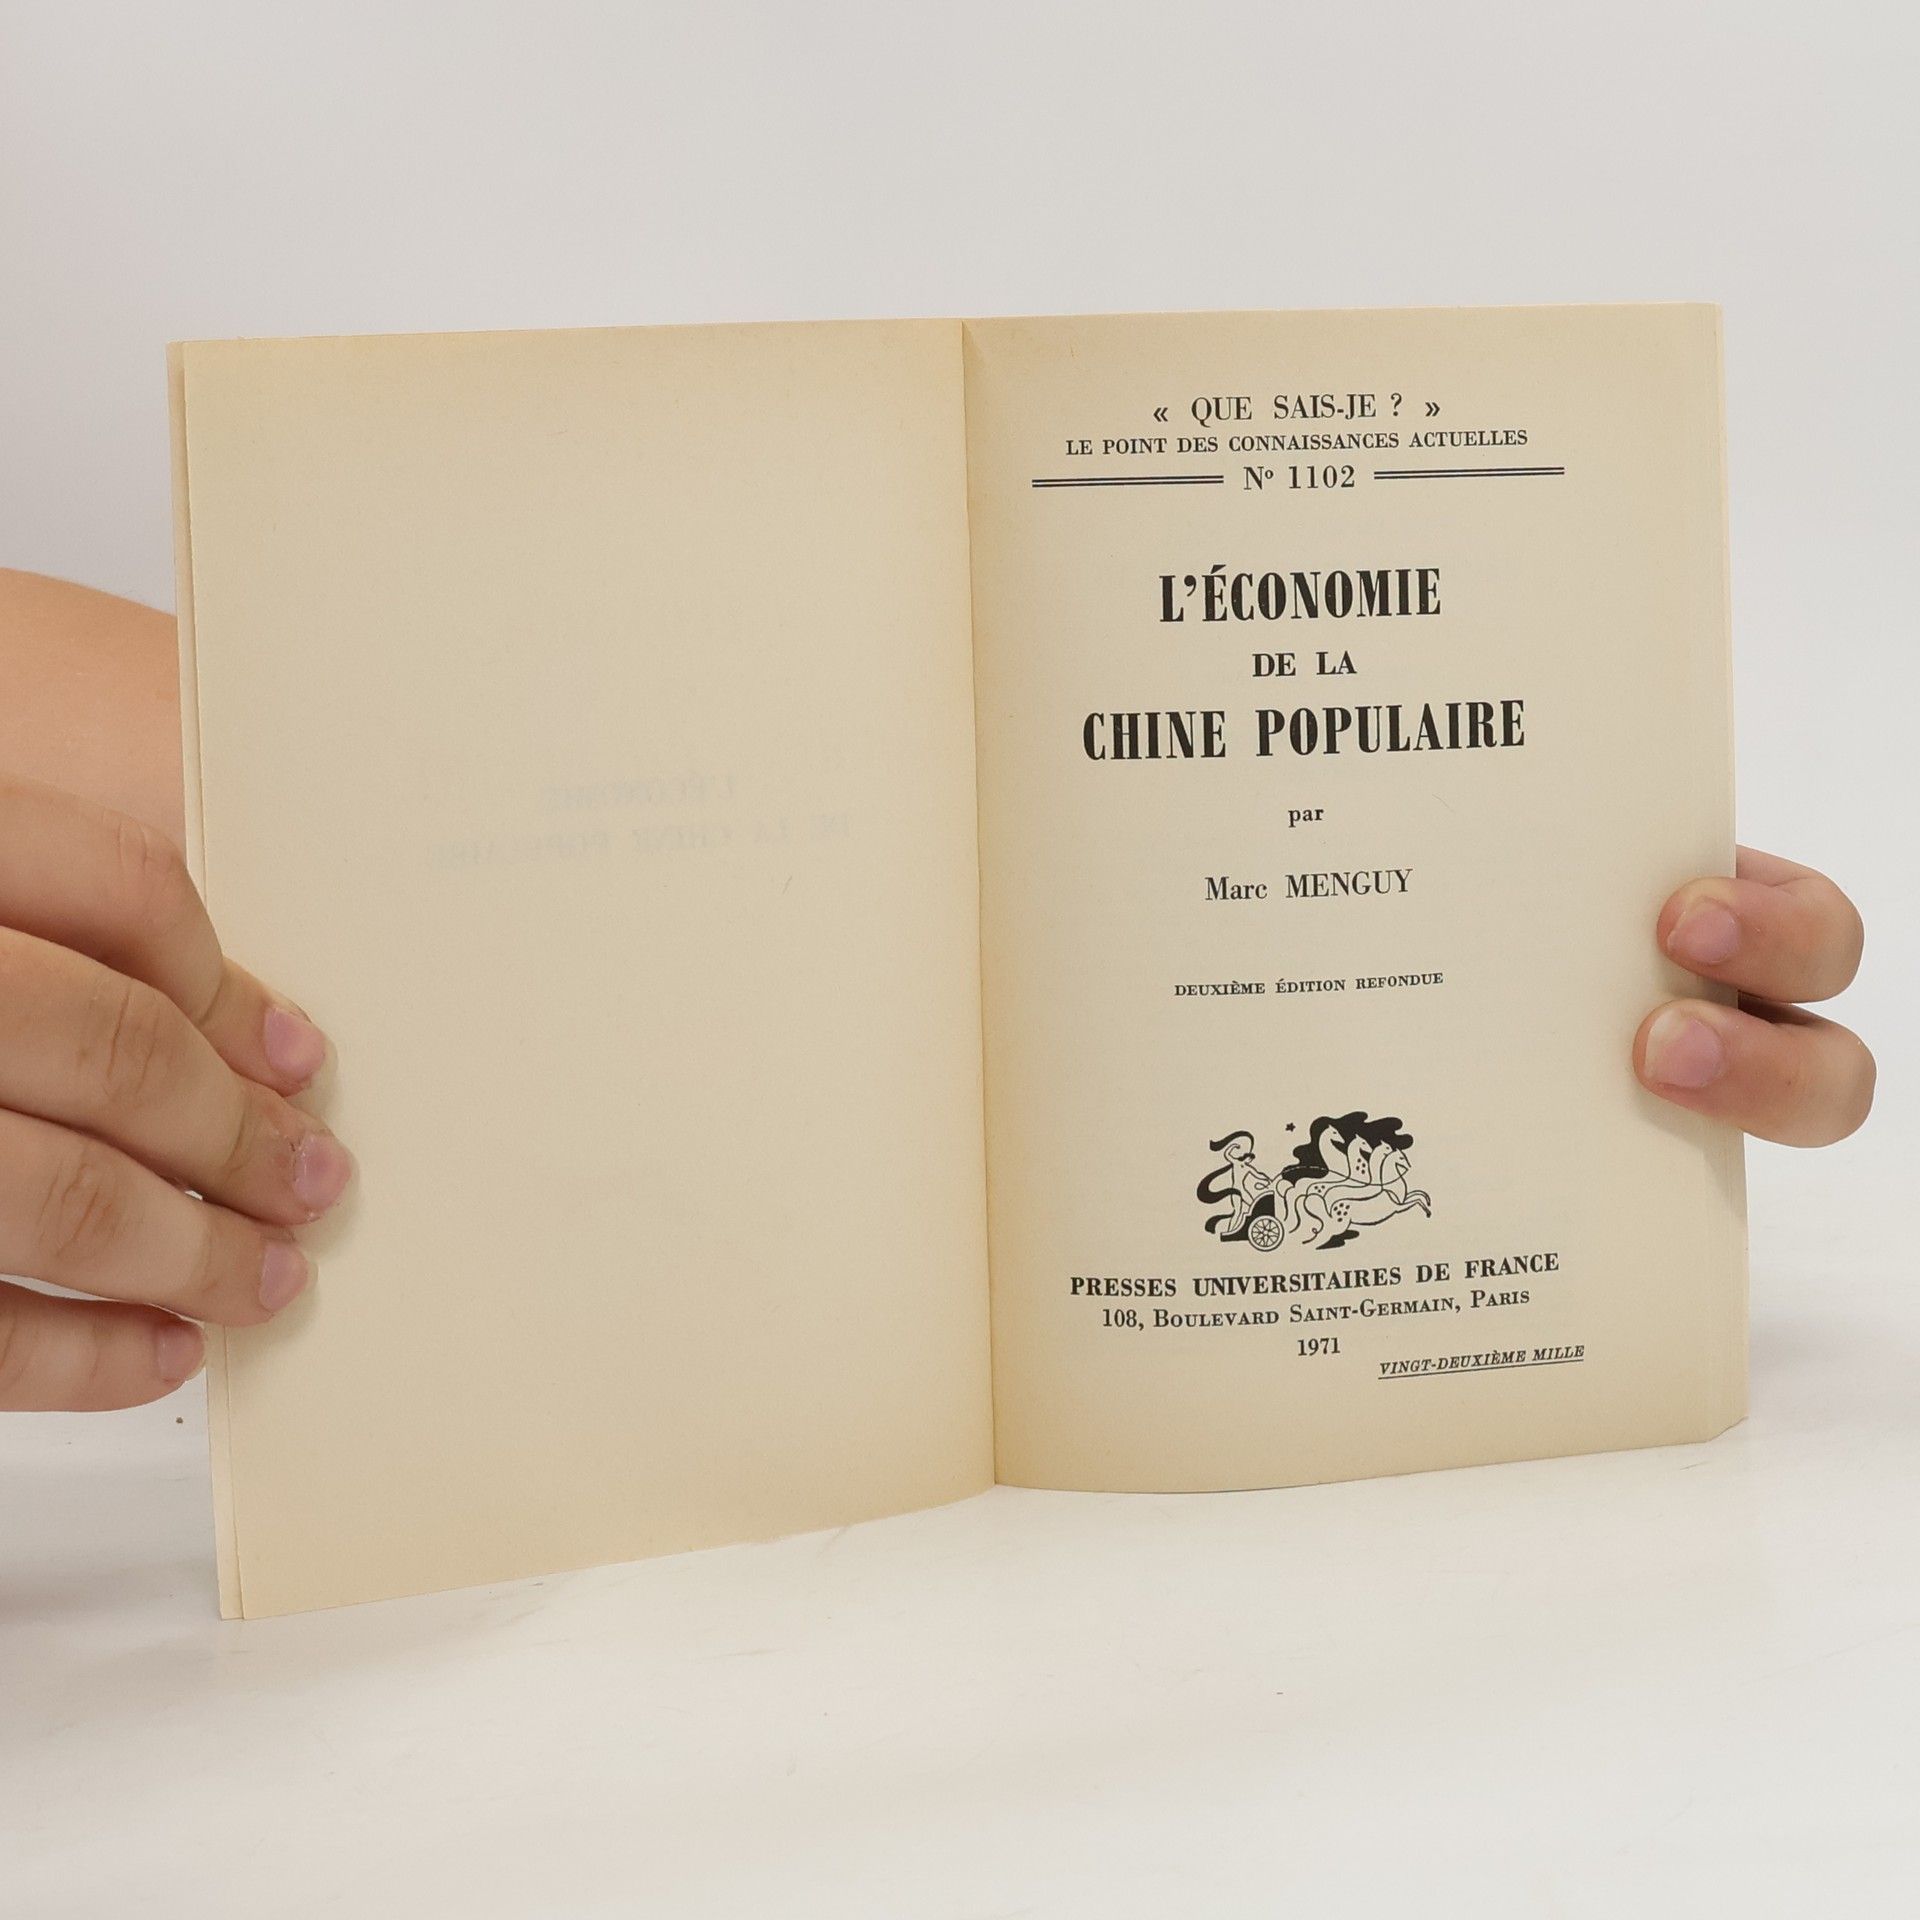 « QUE SAIS-JE ? »
LE POINT DES CONNAISSANCES ACTUELLES
Nº 1102
L'ÉCONOMIE
DE LA
CHINE POPULAIRE
par
Marc MENGUY
DEUXIÈME ÉDITION REFONDUE
PRESSES UNIVERSITAIRES DE FRANCE
108, BOULEVARD SAINT-GERMAIN, PARIS
1971
VINGT-DEUXIÈME MILLE